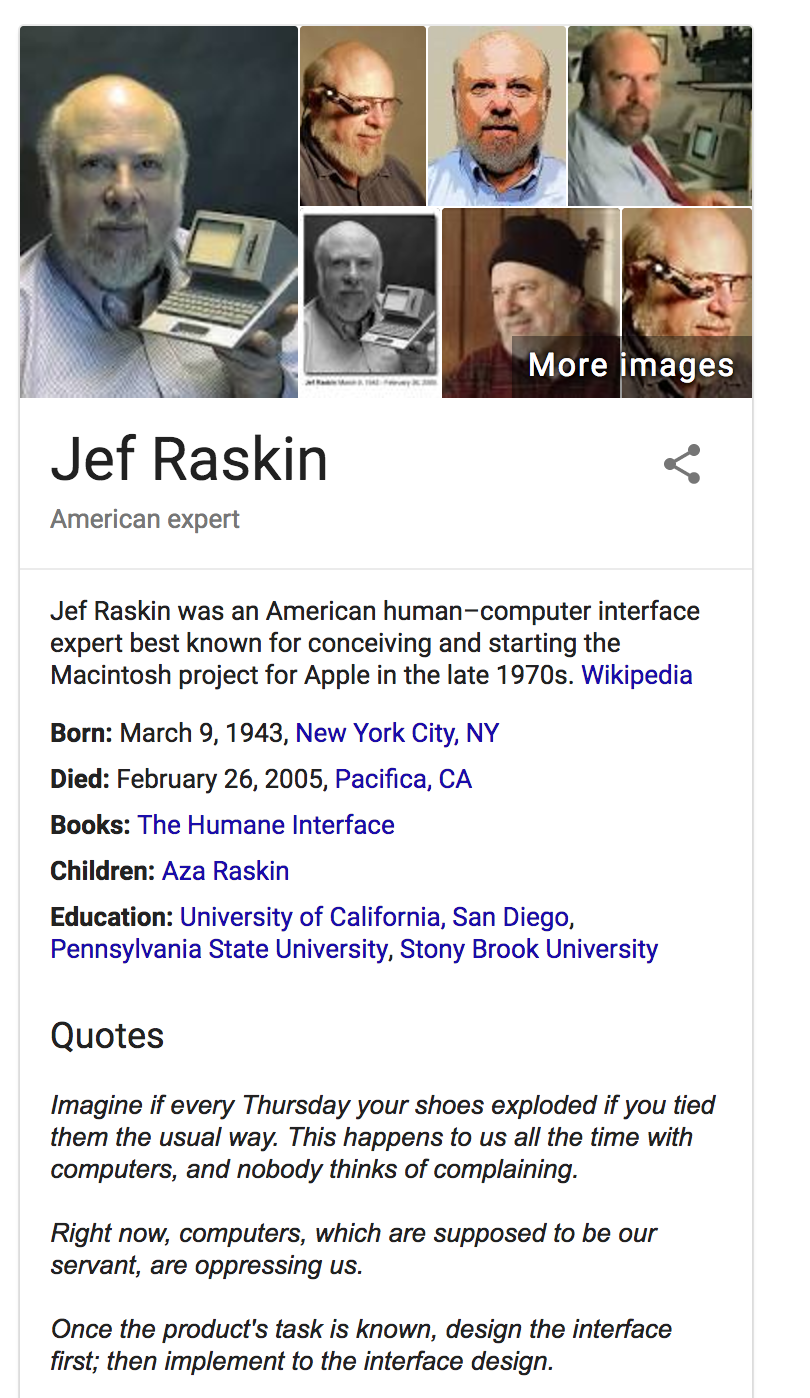 Jef Raskin March 9, 1943 - February 26, 2005
More images
Jef Raskin
American expert
Jef Raskin was an American human–computer interface
expert best known for conceiving and starting the
Macintosh project for Apple in the late 1970s. Wikipedia
Born: March 9, 1943, New York City, NY
Died: February 26, 2005, Pacifica, CA
Books: The Humane Interface
Children: Aza Raskin
Education: University of California, San Diego,
Pennsylvania State University, Stony Brook University
Quotes
Imagine if every Thursday your shoes exploded if you tied
them the usual way. This happens to us all the time with
computers, and nobody thinks of complaining.
Right now, computers, which are supposed to be our
servant, are oppressing us.
Once the product's task is known, design the interface
first; then implement to the interface design.